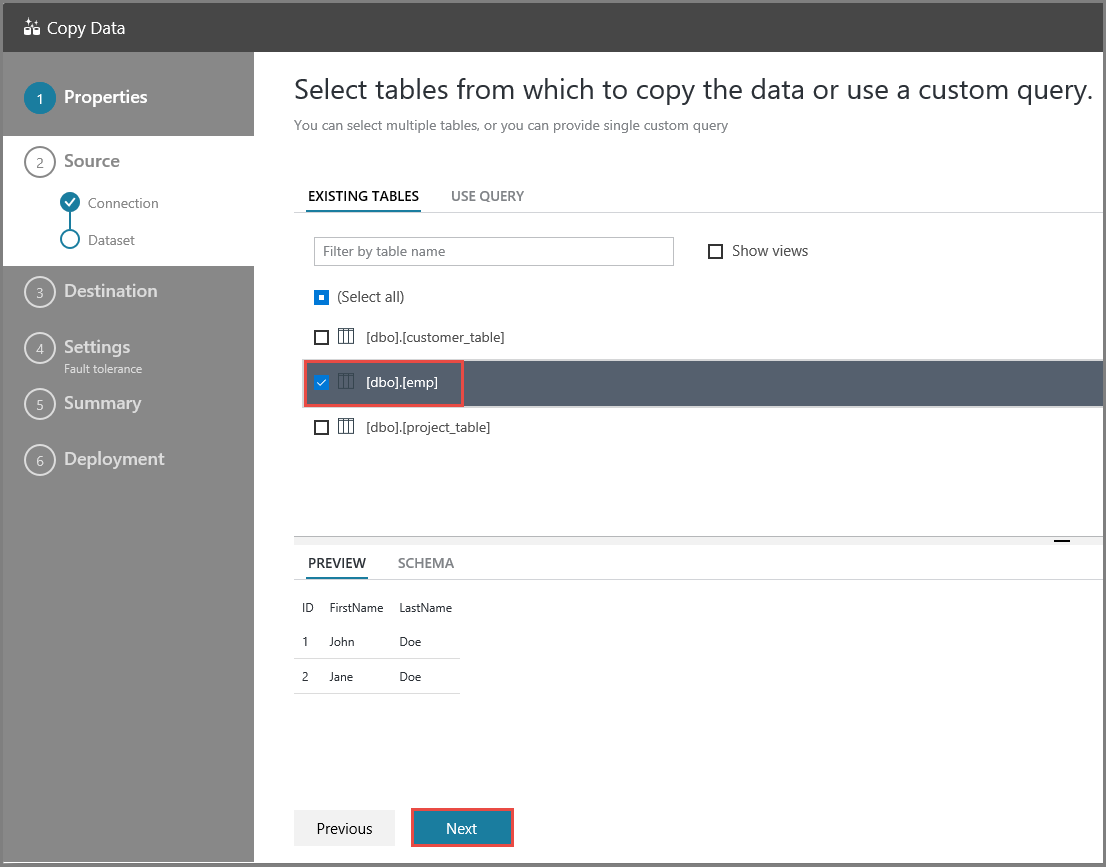 Copy Data
1 Properties
2 Source
Connection
Dataset
3 Destination
4 Settings
Fault tolerance
5 Summary
6 Deployment
Select tables from which to copy the data or use a custom query.
You can select multiple tables, or you can provide single custom query
EXISTING TABLES USE QUERY
Filter by table name Show views
(Select all)
[dbo].[customer_table]
[dbo].[emp]
[dbo].[project_table]
PREVIEW SCHEMA
ID FirstName LastName
1 John Doe
2 Jane Doe
Previous Next